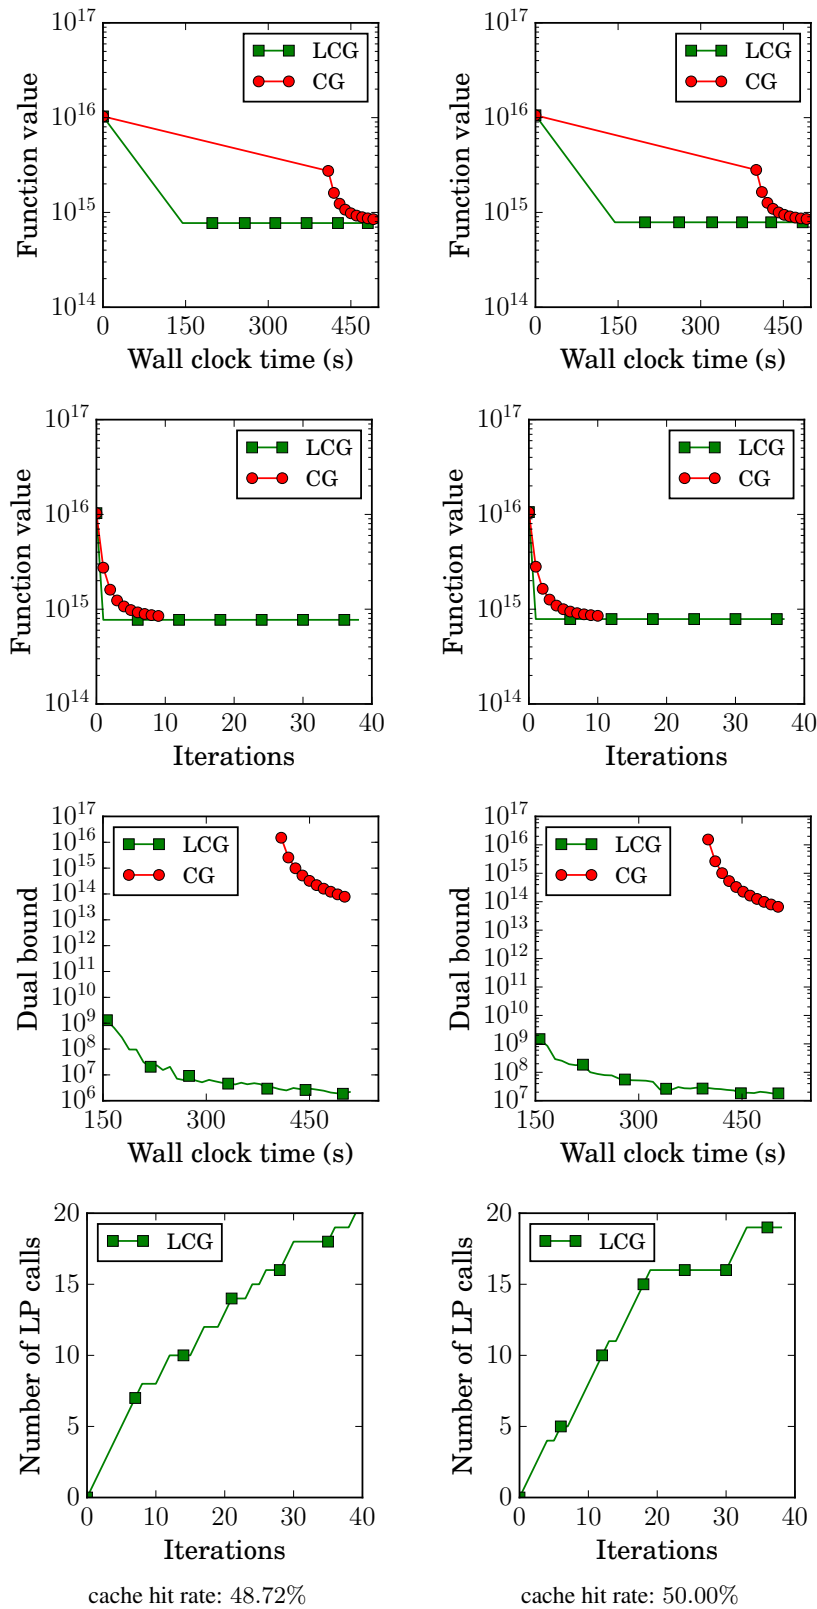 10^17
10^16
10^15
10^14
Function value
LCG
CG
0 150 300 450
Wall clock time (s)
10^17
10^16
10^15
10^14
Function value
LCG
CG
0 150 300 450
Wall clock time (s)
10^17
10^16
10^15
10^14
Function value
LCG
CG
0 10 20 30 40
Iterations
10^17
10^16
10^15
10^14
Function value
LCG
CG
0 10 20 30 40
Iterations
10^17
10^16
10^15
10^14
10^13
10^12
10^11
10^10
10^9
10^8
10^7
10^6
Dual bound
LCG
CG
150 300 450
Wall clock time (s)
10^17
10^16
10^15
10^14
10^13
10^12
10^11
10^10
10^9
10^8
10^7
Dual bound
LCG
CG
150 300 450
Wall clock time (s)
20
15
10
5
0
Number of LP calls
LCG
0 10 20 30 40
Iterations
cache hit rate: 48.72%
20
15
10
5
0
Number of LP calls
LCG
0 10 20 30 40
Iterations
cache hit rate: 50.00%